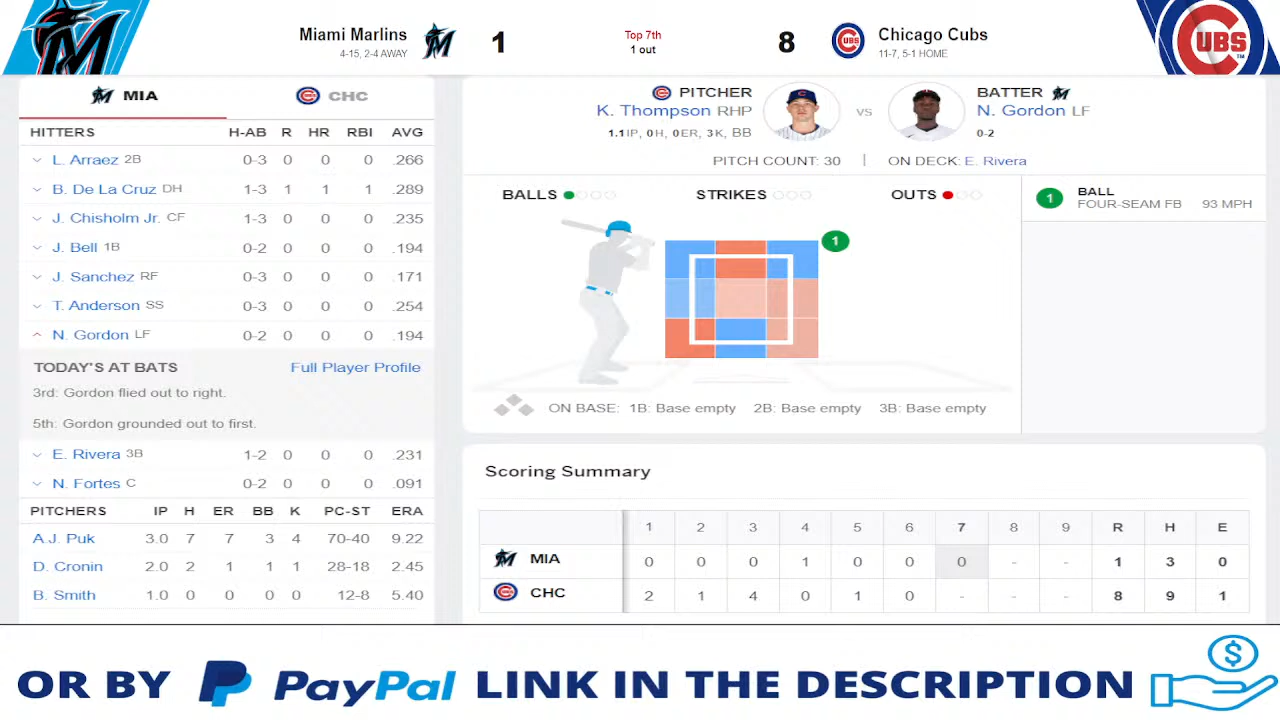 Miami Marlins
4-15, 2-4 AWAY
1
Top 7th
1 out
8
CUBS
Chicago Cubs
11-7, 5-1 HOME
CUBS
MIA
CHC
HITTERS H-AB R HR RBI AVG
L. Arraez 2B 0-3 0 0 0 .266
B. De La Cruz DH 1-3 1 1 1 .289
J. Chisholm Jr. CF 1-3 0 0 0 .235
J. Bell 1B 0-2 0 0 0 .194
J. Sanchez RF 0-3 0 0 0 .171
T. Anderson SS 0-3 0 0 0 .254
N. Gordon LF 0-2 0 0 0 .194
TODAY'S AT BATS Full Player Profile
3rd: Gordon flied out to right.
5th: Gordon grounded out to first.
E. Rivera 3B 1-2 0 0 0 .231
N. Fortes C 0-2 0 0 0 .091
PITCHERS IP H ER BB K PC-ST ERA
A.J. Puk 3.0 7 7 3 4 70-40 9.22
D. Cronin 2.0 2 1 1 1 28-18 2.45
B. Smith 1.0 0 0 0 0 12-8 5.40
PITCHER
K. Thompson RHP
1.1 IP, 0 H, 0 ER, 3 K, BB
vs
BATTER
N. Gordon LF
0-2
PITCH COUNT: 30 | ON DECK: E. Rivera
BALLS STRIKES OUTS
1
1 BALL
FOUR-SEAM FB 93 MPH
ON BASE: 1B: Base empty 2B: Base empty 3B: Base empty
Scoring Summary
1 2 3 4 5 6 7 8 9 R H E
MIA 0 0 0 1 0 0 0 - - 1 3 0
CHC 2 1 4 0 1 0 - - - 8 9 1
OR BY PayPal LINK IN THE DESCRIPTION
$